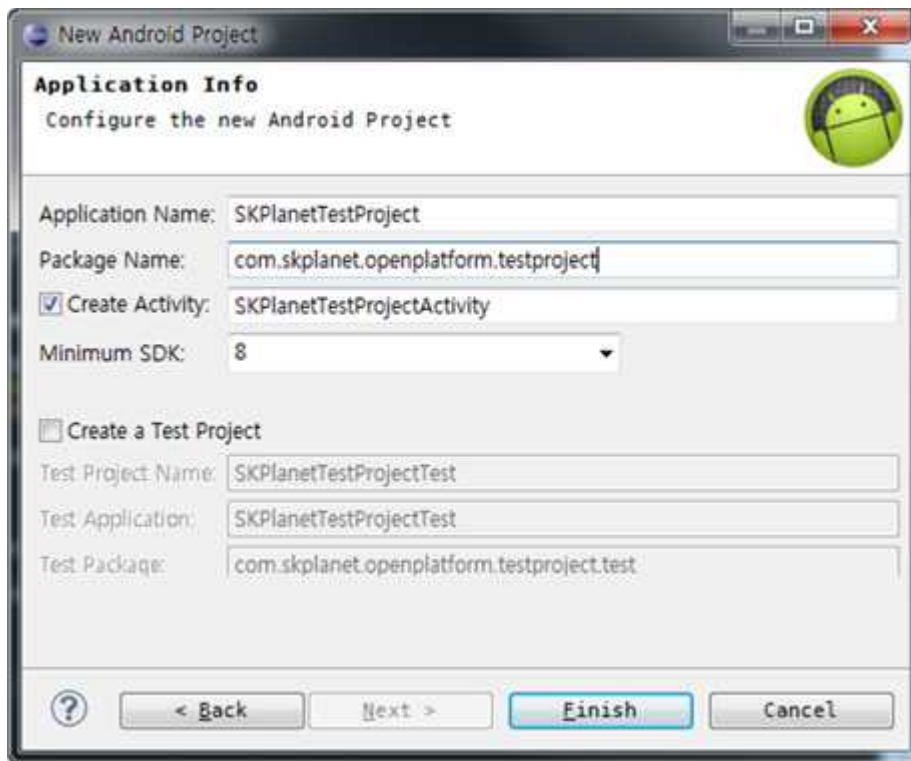 New Android Project
Application Info
Configure the new Android Project
Application Name: SKPlanetTestProject
Package Name: com.skplanet.openplatform.testproject
Create Activity: SKPlanetTestProjectActivity
Minimum SDK: 8
Create a Test Project
Test Project Name: SKPlanetTestProjectTest
Test Application: SKPlanetTestProjectTest
Test Package: com.skplanet.openplatform.testproject.test
? < Back Next > Finish Cancel